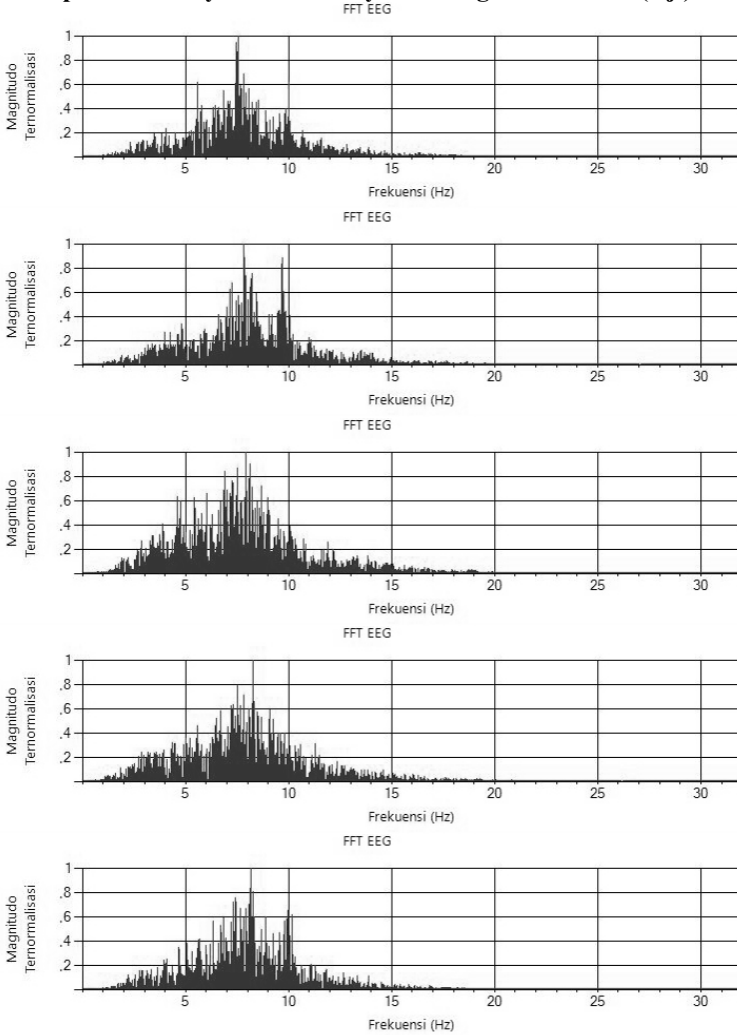 FFT EEG
Magnitudo
Ternormalisasi
1
.8
.6
.4
.2
5 10 15 20 25 30
Frekuensi (Hz)
FFT EEG
Magnitudo
Ternormalisasi
1
.8
.6
.4
.2
5 10 15 20 25 30
Frekuensi (Hz)
FFT EEG
Magnitudo
Ternormalisasi
1
.8
.6
.4
.2
5 10 15 20 25 30
Frekuensi (Hz)
FFT EEG
Magnitudo
Ternormalisasi
1
.8
.6
.4
.2
5 10 15 20 25 30
Frekuensi (Hz)
FFT EEG
Magnitudo
Ternormalisasi
1
.8
.6
.4
.2
5 10 15 20 25 30
Frekuensi (Hz)